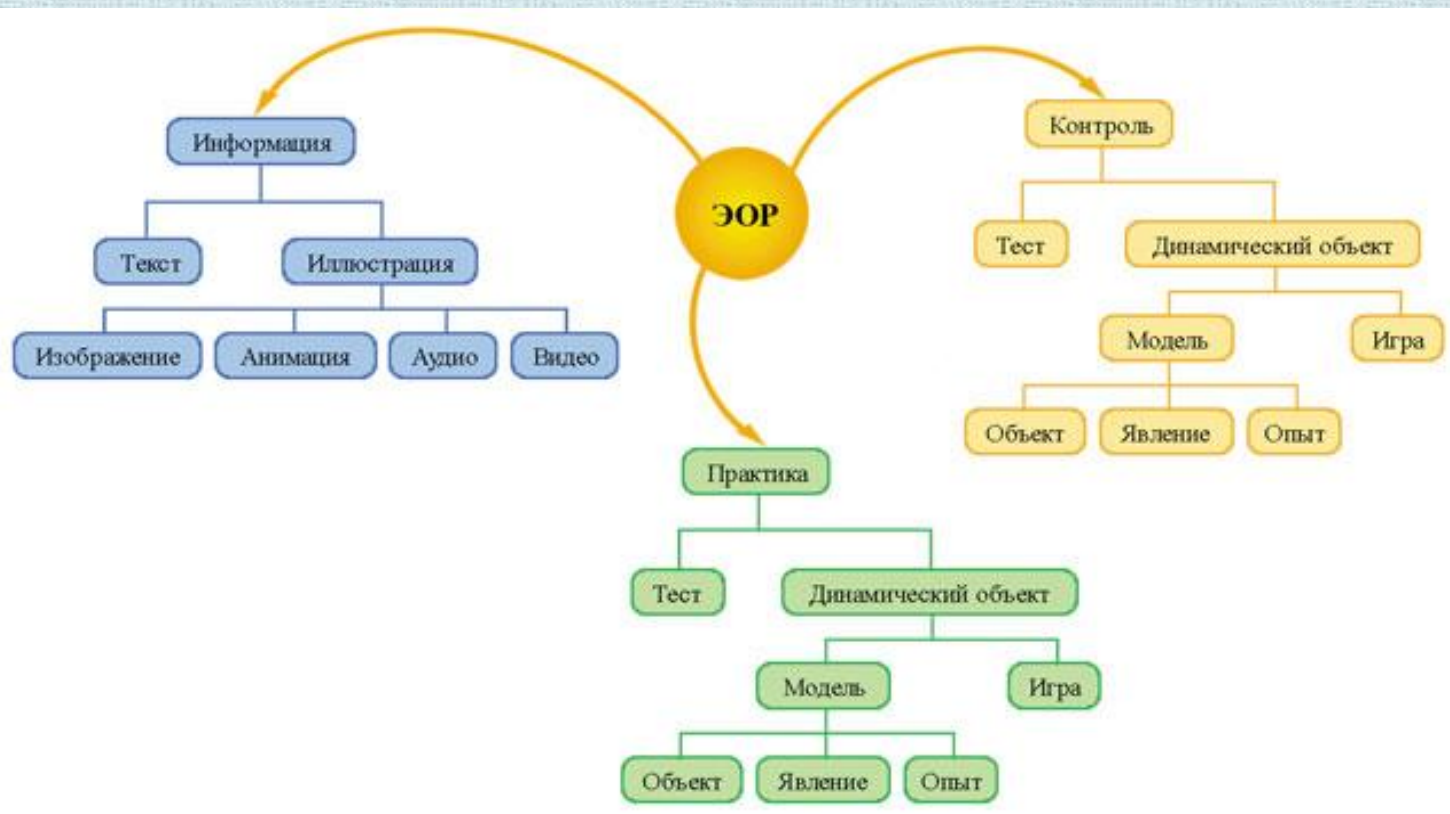 ЭОР
Информация
Текст
Иллюстрация
Изображение
Анимация
Аудио
Видео
Контроль
Тест
Динамический объект
Модель
Игра
Объект
Явление
Опыт
Практика
Тест
Динамический объект
Модель
Игра
Объект
Явление
Опыт